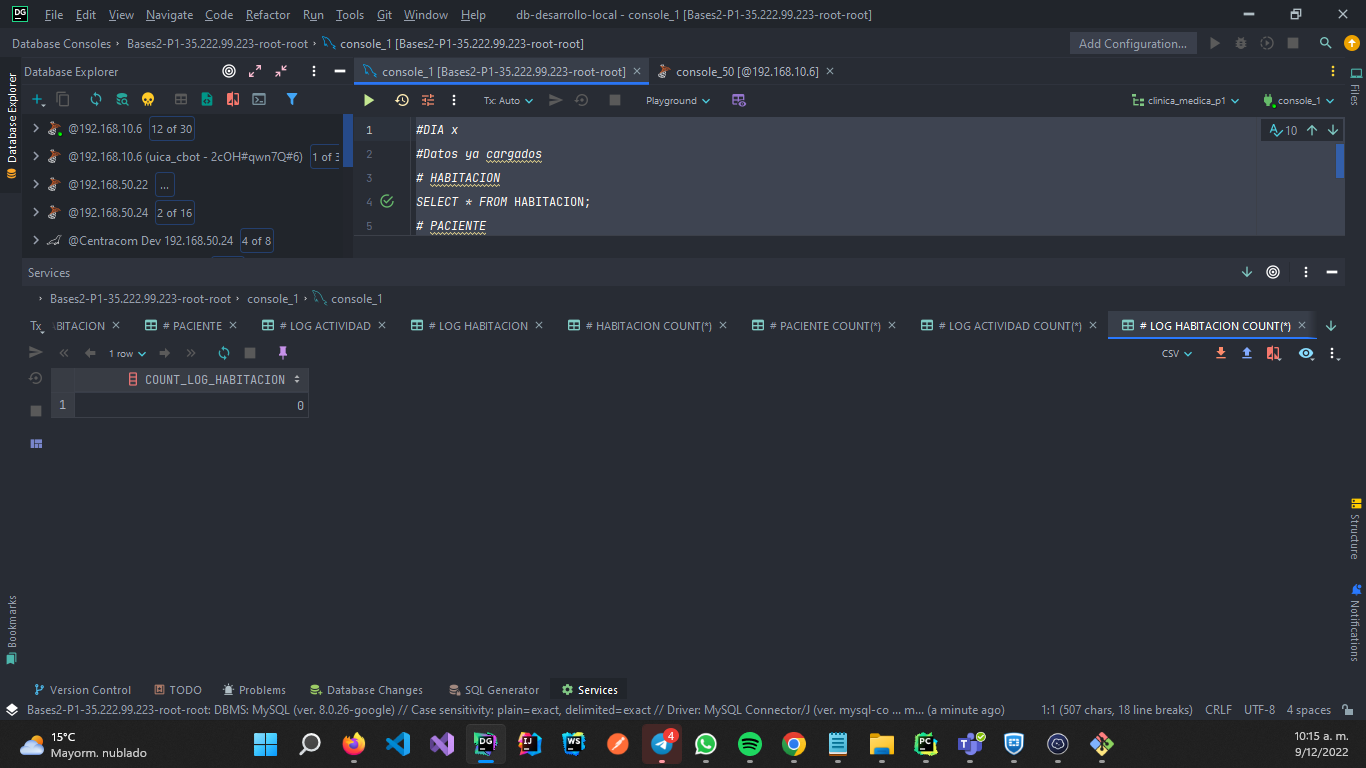 DG File Edit View Navigate Code Refactor Run Tools Git Window Help db-desarrollo-local - console_1 [Bases2-P1-35.222.99.223-root-root]
Database Consoles Bases2-P1-35.222.99.223-root-root console_1 [Bases2-P1-35.222.99.223-root-root] Add Configuration...
Database Explorer
Database Explorer console_1 [Bases2-P1-35.222.99.223-root-root] console_50 [@192.168.10.6]
Files
Tx: Auto Playground clinica_medica_p1 console_1
@192.168.10.6 12 of 30
@192.168.10.6 (uica_cbot - 2cOH#qwn7Q#6) 1 of 3
@192.168.50.22 ...
@192.168.50.24 2 of 16
@Centracom Dev 192.168.50.24 4 of 8
1 #DIA x 10
2 #Datos ya cargados
3 # HABITACION
4 SELECT * FROM HABITACION;
5 # PACIENTE
Services
Bases2-P1-35.222.99.223-root-root console_1 console_1
Tx BITACION # PACIENTE # LOG ACTIVIDAD # LOG HABITACION # HABITACION COUNT(*) # PACIENTE COUNT(*) # LOG ACTIVIDAD COUNT(*) # LOG HABITACION COUNT(*)
1 row CSV
COUNT_LOG_HABITACION
1 0
Structure
Notifications
Bookmarks
Version Control TODO Problems Database Changes SQL Generator Services
Bases2-P1-35.222.99.223-root-root: DBMS: MySQL (ver. 8.0.26-google) // Case sensitivity: plain=exact, delimited=exact // Driver: MySQL Connector/J (ver. mysql-co ... m... (a minute ago) 1:1 (507 chars, 18 line breaks) CRLF UTF-8 4 spaces
15°C
Mayorm. nublado
DG IJ WS 4 PC
10:15 a. m.
9/12/2022